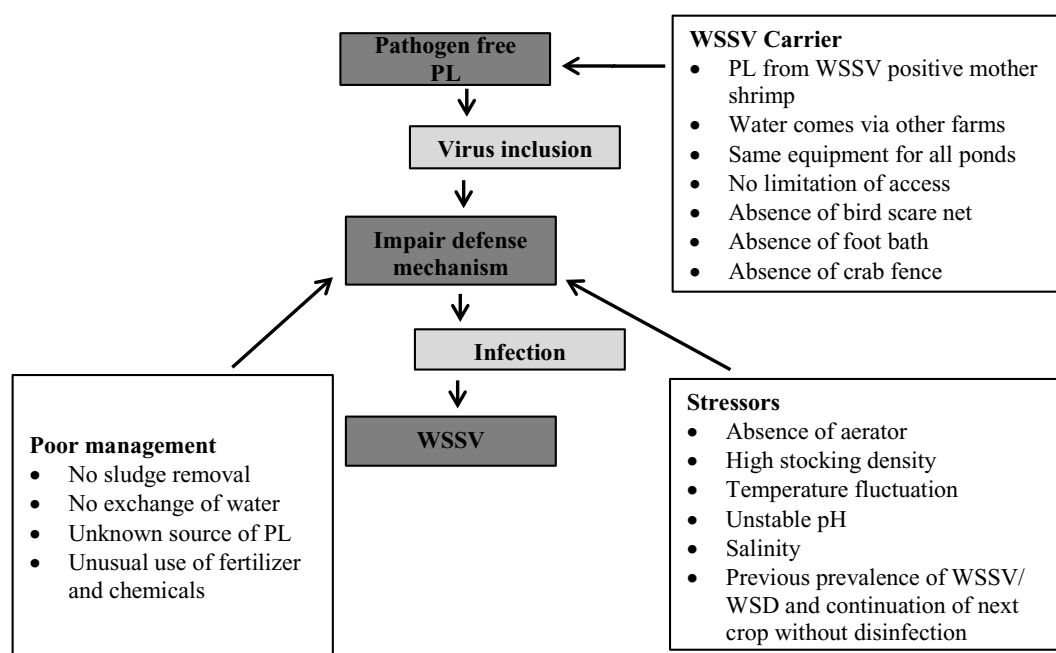 Pathogen free
PL
Virus inclusion
Impair defense
mechanism
Infection
WSSV
WSSV Carrier
• PL from WSSV positive mother
shrimp
• Water comes via other farms
• Same equipment for all ponds
• No limitation of access
• Absence of bird scare net
• Absence of foot bath
• Absence of crab fence
Poor management
• No sludge removal
• No exchange of water
• Unknown source of PL
• Unusual use of fertilizer
and chemicals
Stressors
• Absence of aerator
• High stocking density
• Temperature fluctuation
• Unstable pH
• Salinity
• Previous prevalence of WSSV/
WSD and continuation of next
crop without disinfection